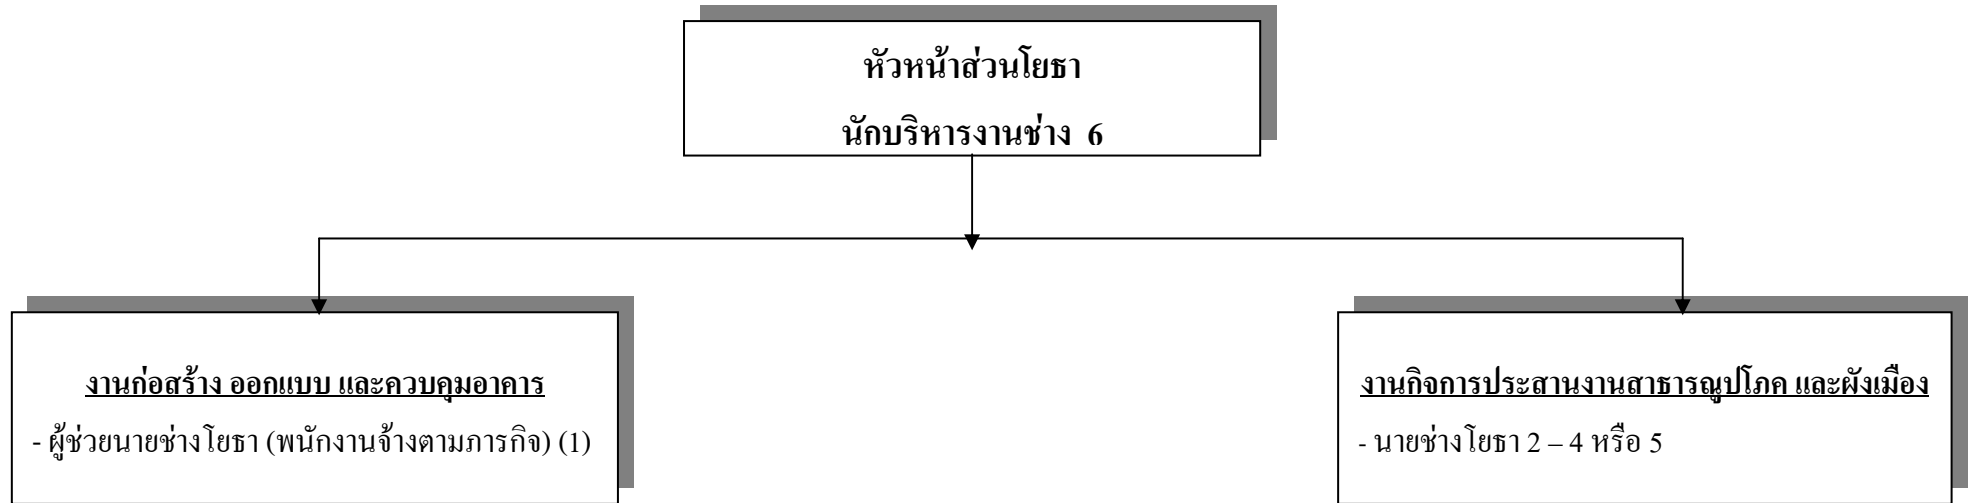 หัวหน้าส่วนโยธา
นักบริหารงานช่าง 6
งานก่อสร้าง ออกแบบ และควบคุมอาคาร
- ผู้ช่วยนายช่างโยธา (พนักงานจ้างตามภารกิจ) (1)
งานกิจการประสานงานสาธารณูปโภค และผังเมือง
- นายช่างโยธา 2 – 4 หรือ 5